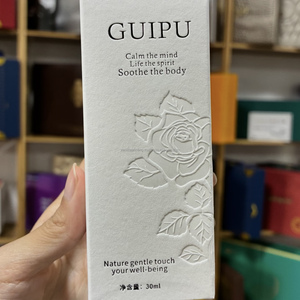 GUIPU
Calm the mind
Life the spirit
Soothe the body
Nature gentle touch
your well-being
净含量: 30ml